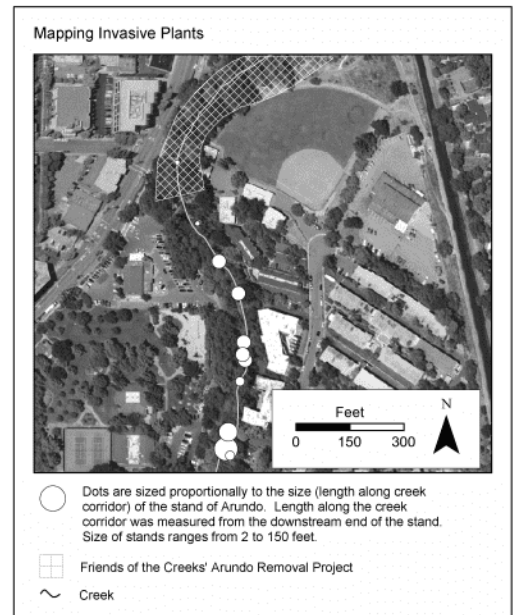 Mapping Invasive Plants
N
Feet
0 150 300
Dots are sized proportionally to the size (length along creek
corridor) of the stand of Arundo. Length along the creek
corridor was measured from the downstream end of the stand.
Size of stands ranges from 2 to 150 feet.
Friends of the Creeks' Arundo Removal Project
Creek